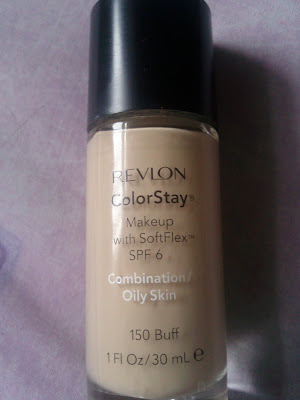 REVLON
ColorStay®
Makeup
with SoftFlex™
SPF 6
Combination/
Oily Skin
150 Buff
1 Fl Oz/30 mL ℮